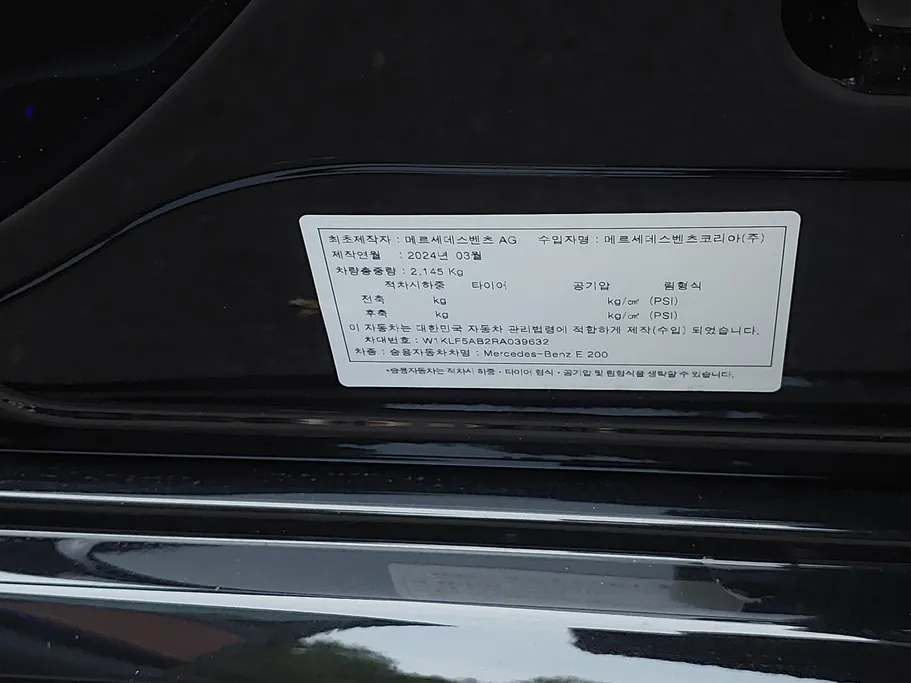 최초제작자 : 메르세데스벤츠 AG 수입자명 : 메르세데스벤츠코리아(주)
제작연월 : 2024년 03월
차량총중량 : 2,145 Kg
적차시하중 타이어 공기압 림형식
전축 kg kg/㎠ (PSI)
후축 kg kg/㎠ (PSI)
이 자동차는 대한민국 자동차 관리법령에 적합하게 제작(수입) 되었습니다.
차대번호 : W1KLF5AB2RA039632
차종 : 승용자동차차명 : Mercedes-Benz E 200
*승용자동차는 적차시 하중·타이어 형식·공기압 및 림형식을 생략할 수 있습니다.